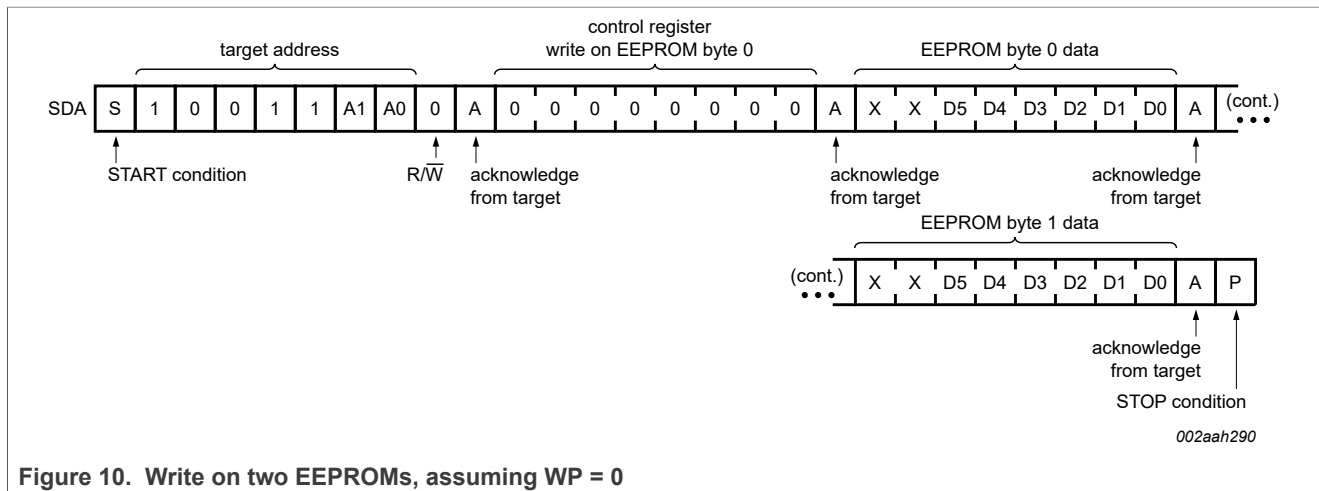 control register
target address write on EEPROM byte 0 EEPROM byte 0 data
SDA S 1 0 0 1 1 A1 A0 0 A 0 0 0 0 0 0 0 0 A X X D5 D4 D3 D2 D1 D0 A (cont.)
START condition R/W̅ acknowledge acknowledge acknowledge
from target from target from target
EEPROM byte 1 data
(cont.) X X D5 D4 D3 D2 D1 D0 A P
acknowledge
from target
STOP condition
002aah290
Figure 10. Write on two EEPROMs, assuming WP = 0